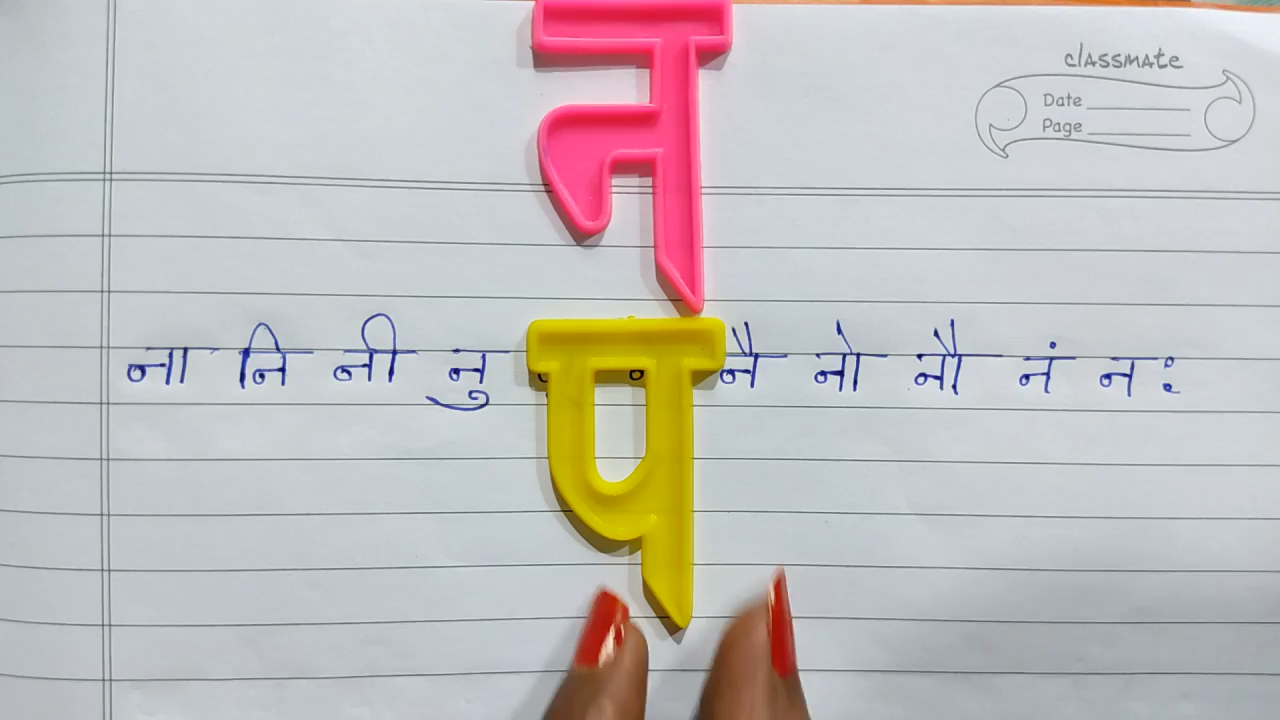 न
classmate
Date
Page
ना नि नी नु नै नो नौ नं नः
प